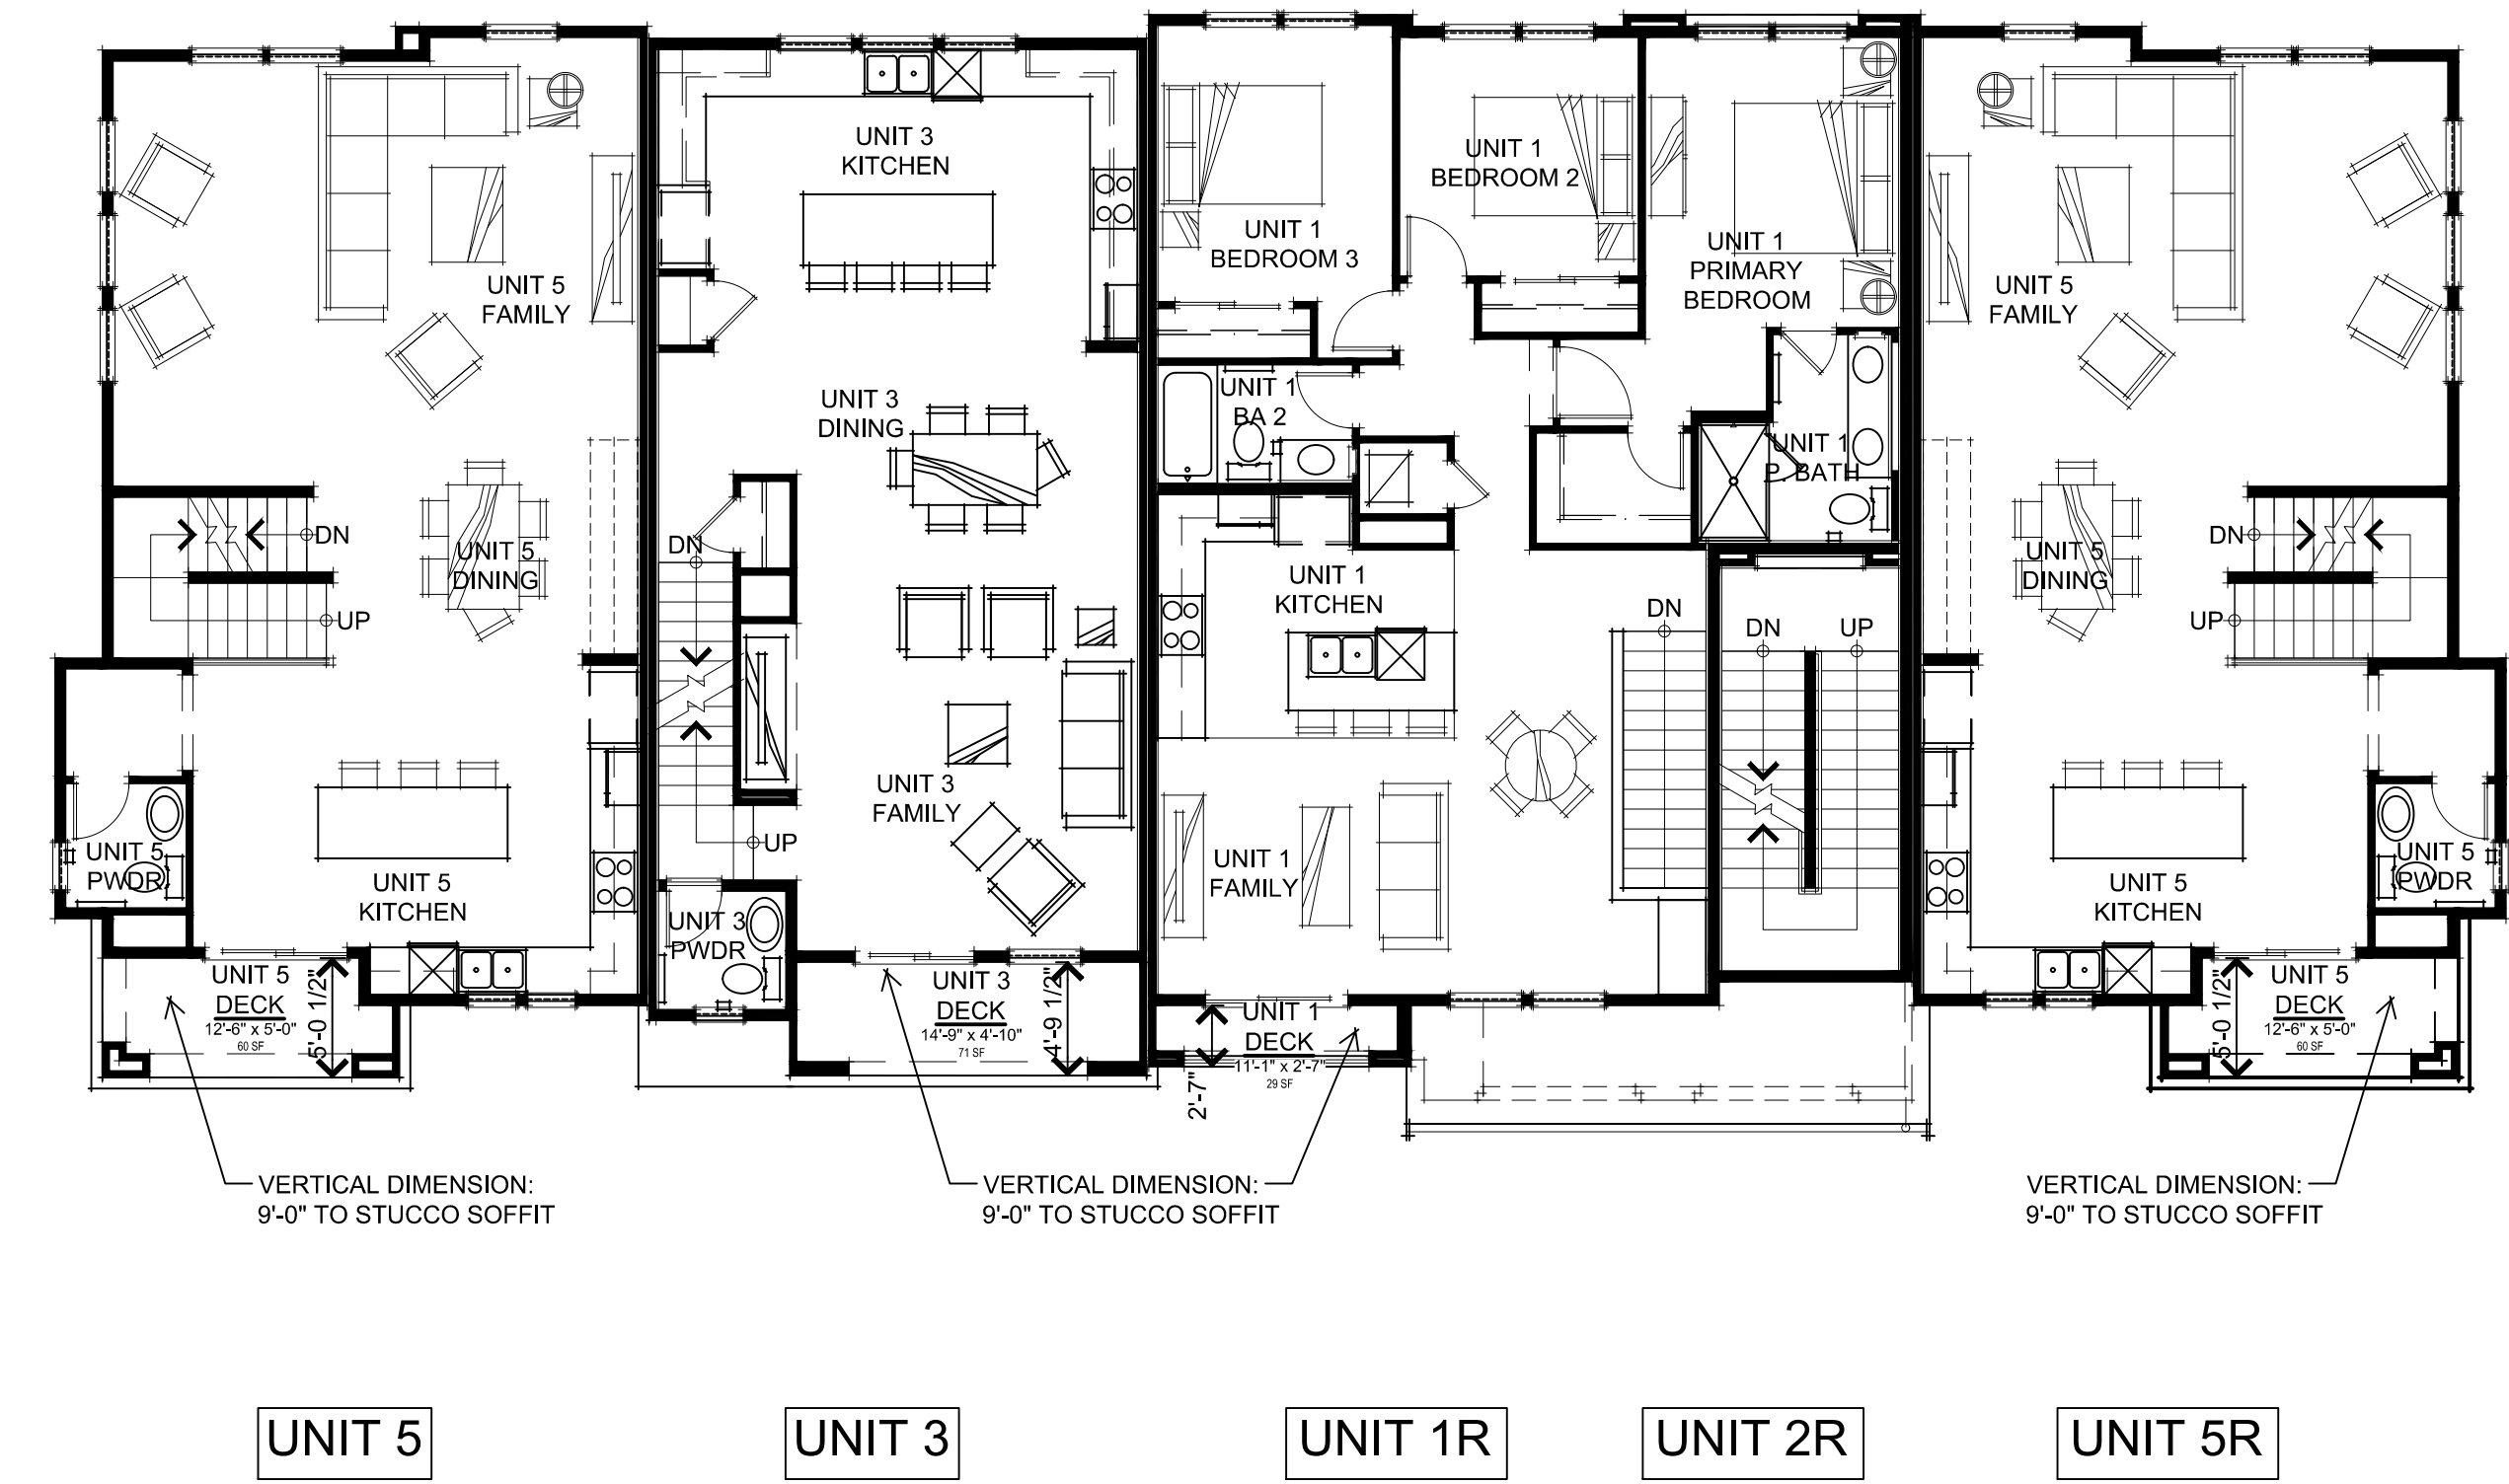 UNIT 3
KITCHEN
UNIT 1
BEDROOM 2
UNIT 1
BEDROOM 3
UNIT 1
PRIMARY
BEDROOM
UNIT 5
FAMILY
UNIT 5
FAMILY
UNIT 3
DINING
UNIT 1
BA 2
UNIT 1
P. BATH
DN
UNIT 5
DINING
UP
DN
UNIT 1
KITCHEN
DN
DN
UP
DN
UNIT 5
DINING
UP
UNIT 3
FAMILY
UP
UNIT 5
PWDR
UNIT 5
KITCHEN
UNIT 3
PWDR
UNIT 1
FAMILY
UNIT 5
KITCHEN
UNIT 5
PWDR
UNIT 5
DECK
12'-6" x 5'-0"
60 SF
5'-0 1/2"
UNIT 3
DECK
14'-9" x 4'-10"
71 SF
4'-9 1/2"
UNIT 1
DECK
11'-1" x 2'-7"
29 SF
2'-7"
5'-0 1/2"
UNIT 5
DECK
12'-6" x 5'-0"
60 SF
VERTICAL DIMENSION:
9'-0" TO STUCCO SOFFIT
VERTICAL DIMENSION:
9'-0" TO STUCCO SOFFIT
VERTICAL DIMENSION:
9'-0" TO STUCCO SOFFIT
UNIT 5
UNIT 3
UNIT 1R
UNIT 2R
UNIT 5R